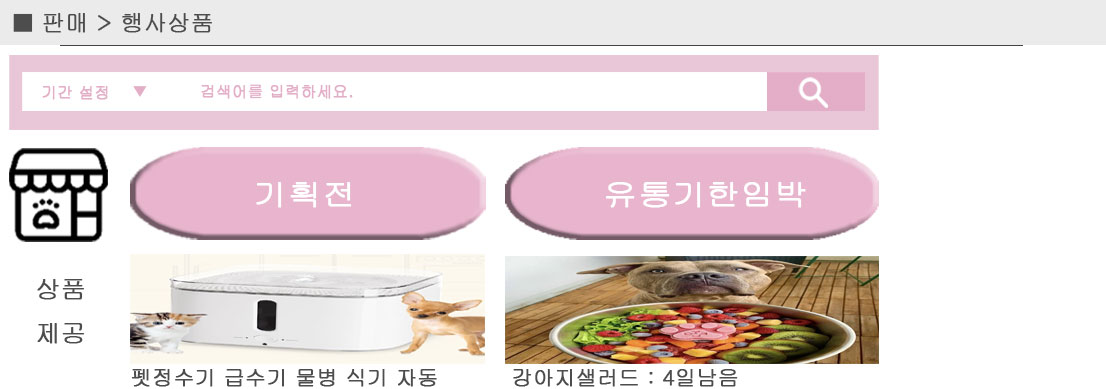 ■ 판매 > 행사상품
기간 설정 ▼ 검색어를 입력하세요.
기획전 유통기한임박
상품
제공
펫정수기 급수기 물병 식기 자동
강아지샐러드 : 4일남음